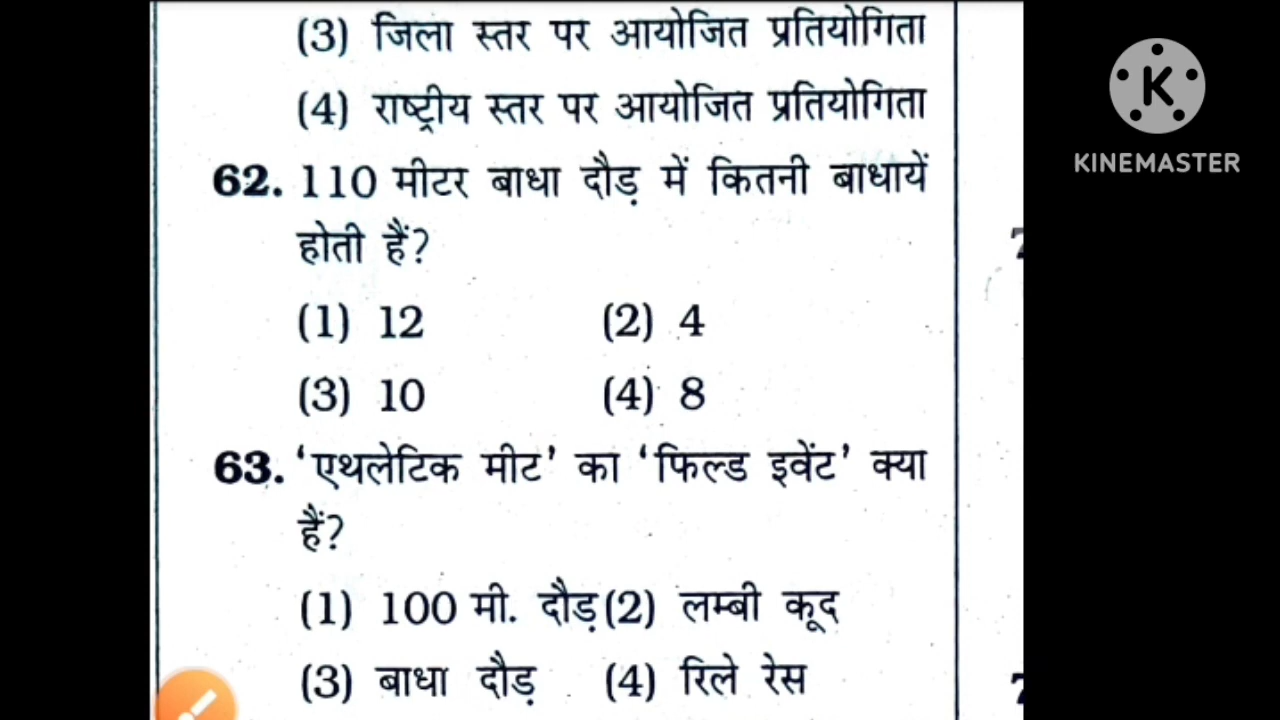 (3) जिला स्तर पर आयोजित प्रतियोगिता
(4) राष्ट्रीय स्तर पर आयोजित प्रतियोगिता
62. 110 मीटर बाधा दौड़ में कितनी बाधायें
होती हैं?
(1) 12 (2) 4
(3) 10 (4) 8
63. ‘एथलेटिक मीट’ का ‘फिल्ड इवेंट’ क्या
हैं?
(1) 100 मी. दौड़ (2) लम्बी कूद
(3) बाधा दौड़ (4) रिले रेस
K
KINEMASTER